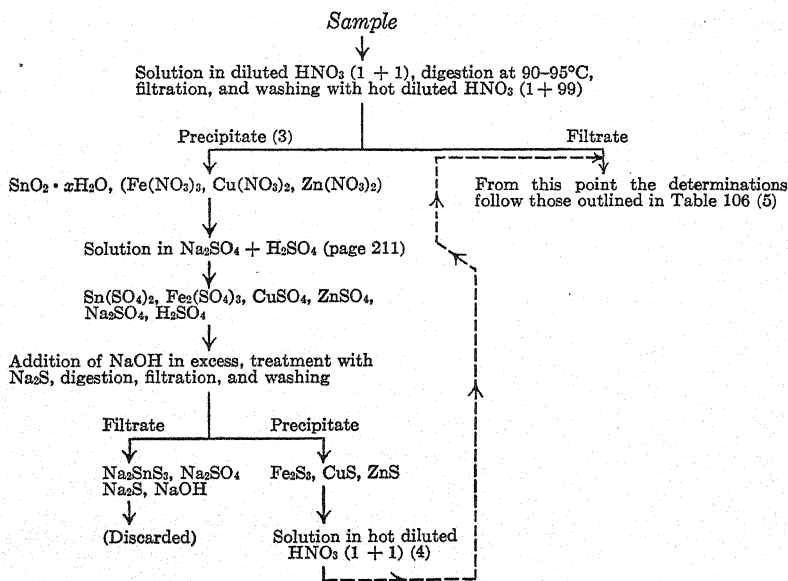 Sample
Solution in diluted HNO₃ (1 + 1), digestion at 90–95°C,
filtration, and washing with hot diluted HNO₃ (1 + 99)
Precipitate (3)
Filtrate
SnO₂ • xH₂O, (Fe(NO₃)₃, Cu(NO₃)₂, Zn(NO₃)₂)
From this point the determinations
follow those outlined in Table 106 (5)
Solution in Na₂SO₄ + H₂SO₄ (page 211)
Sn(SO₄)₂, Fe₂(SO₄)₃, CuSO₄, ZnSO₄,
Na₂SO₄, H₂SO₄
Addition of NaOH in excess, treatment with
Na₂S, digestion, filtration, and washing
Filtrate
Precipitate
Na₂SnS₃, Na₂SO₄
Na₂S, NaOH
Fe₂S₃, CuS, ZnS
(Discarded)
Solution in hot diluted
HNO₃ (1 + 1) (4)